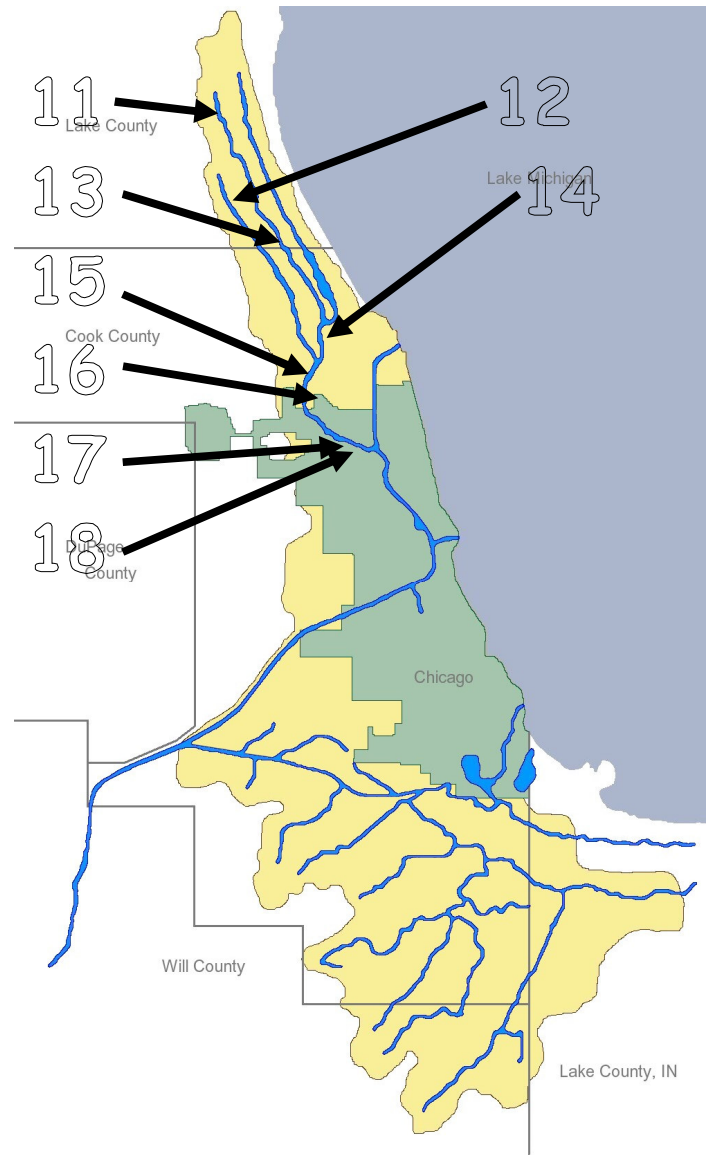 11
12
Lake County
13
Lake Michigan
14
15
Cook County
16
17
18
DuPage
County
Chicago
Will County
Lake County, IN